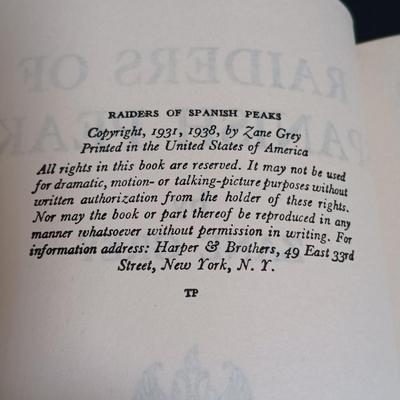 RAIDERS OF SPANISH PEAKS
Copyright, 1931, 1938, by Zane Grey
Printed in the United States of America
All rights in this book are reserved. It may not be used
for dramatic, motion- or talking-picture purposes without
written authorization from the holder of these rights.
Nor may the book or part thereof be reproduced in any
manner whatsoever without permission in writing. For
information address: Harper & Brothers, 49 East 33rd
Street, New York, N. Y.
TP